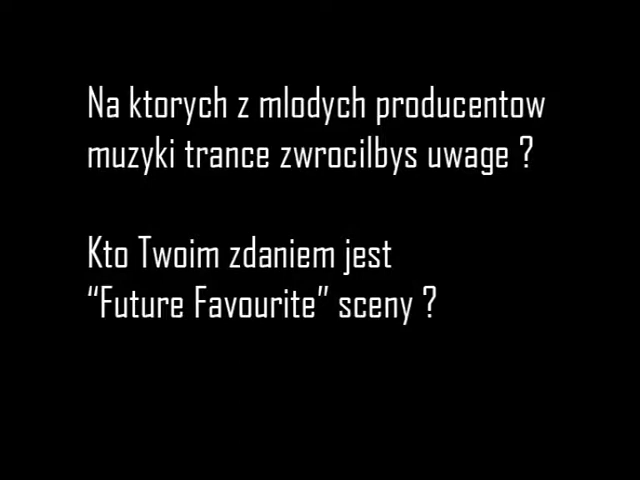 Na ktorych z mlodych producentow
muzyki trance zwrocilbys uwage ?
Kto Twoim zdaniem jest
“Future Favourite” sceny ?